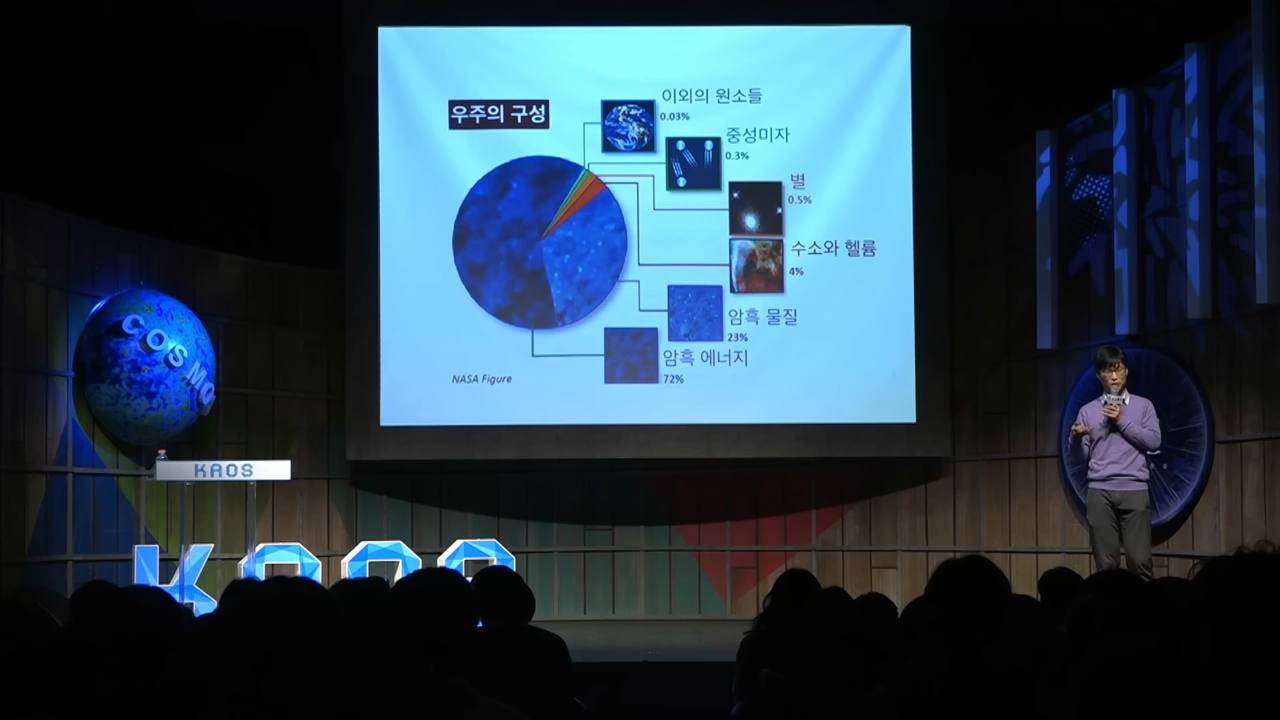 우주의 구성
이외의 원소들
0.03%
중성미자
0.3%
별
0.5%
수소와 헬륨
4%
암흑 물질
23%
암흑 에너지
72%
NASA Figure
COSMO
KAOS
KAOS